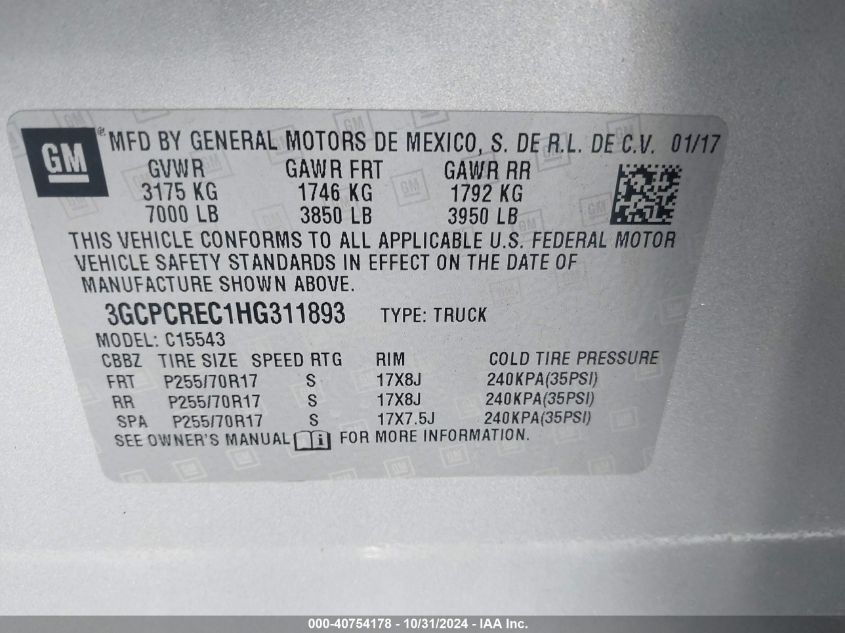 GM ® MFD BY GENERAL MOTORS DE MEXICO, S. DE R.L. DE C.V. 01/17
GVWR GAWR FRT GAWR RR
3175 KG 1746 KG 1792 KG
7000 LB 3850 LB 3950 LB
THIS VEHICLE CONFORMS TO ALL APPLICABLE U.S. FEDERAL MOTOR
VEHICLE SAFETY STANDARDS IN EFFECT ON THE DATE OF
MANUFACTURE SHOWN ABOVE.
3GCPCREC1HG311893 TYPE: TRUCK
MODEL: C15543
CBBZ TIRE SIZE SPEED RTG RIM COLD TIRE PRESSURE
FRT P255/70R17 S 17X8J 240KPA(35PSI)
RR P255/70R17 S 17X8J 240KPA(35PSI)
SPA P255/70R17 S 17X7.5J 240KPA(35PSI)
SEE OWNER'S MANUAL i FOR MORE INFORMATION.
000-40754178 - 10/31/2024 - IAA Inc.